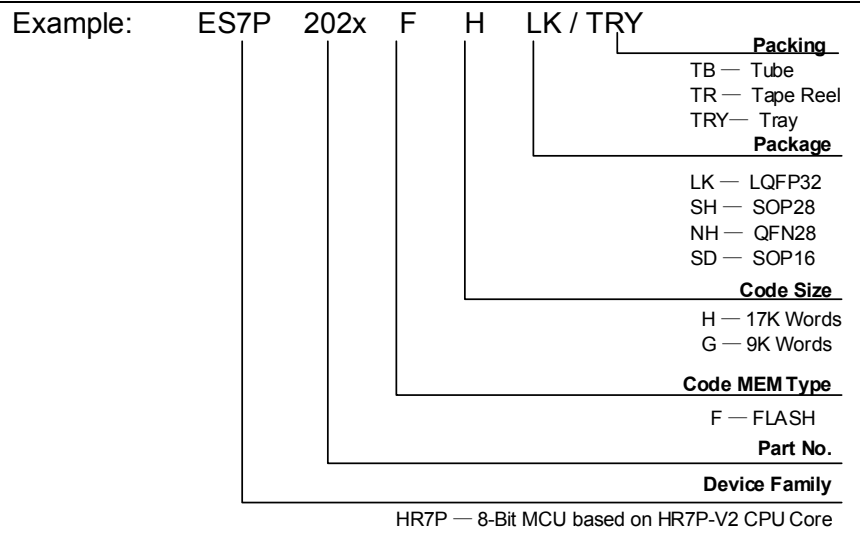 Example: ES7P 202x F H LK / TRY
Packing
TB — Tube
TR — Tape Reel
TRY— Tray
Package
LK — LQFP32
SH — SOP28
NH — QFN28
SD — SOP16
Code Size
H — 17K Words
G — 9K Words
Code MEM Type
F — FLASH
Part No.
Device Family
HR7P — 8-Bit MCU based on HR7P-V2 CPU Core